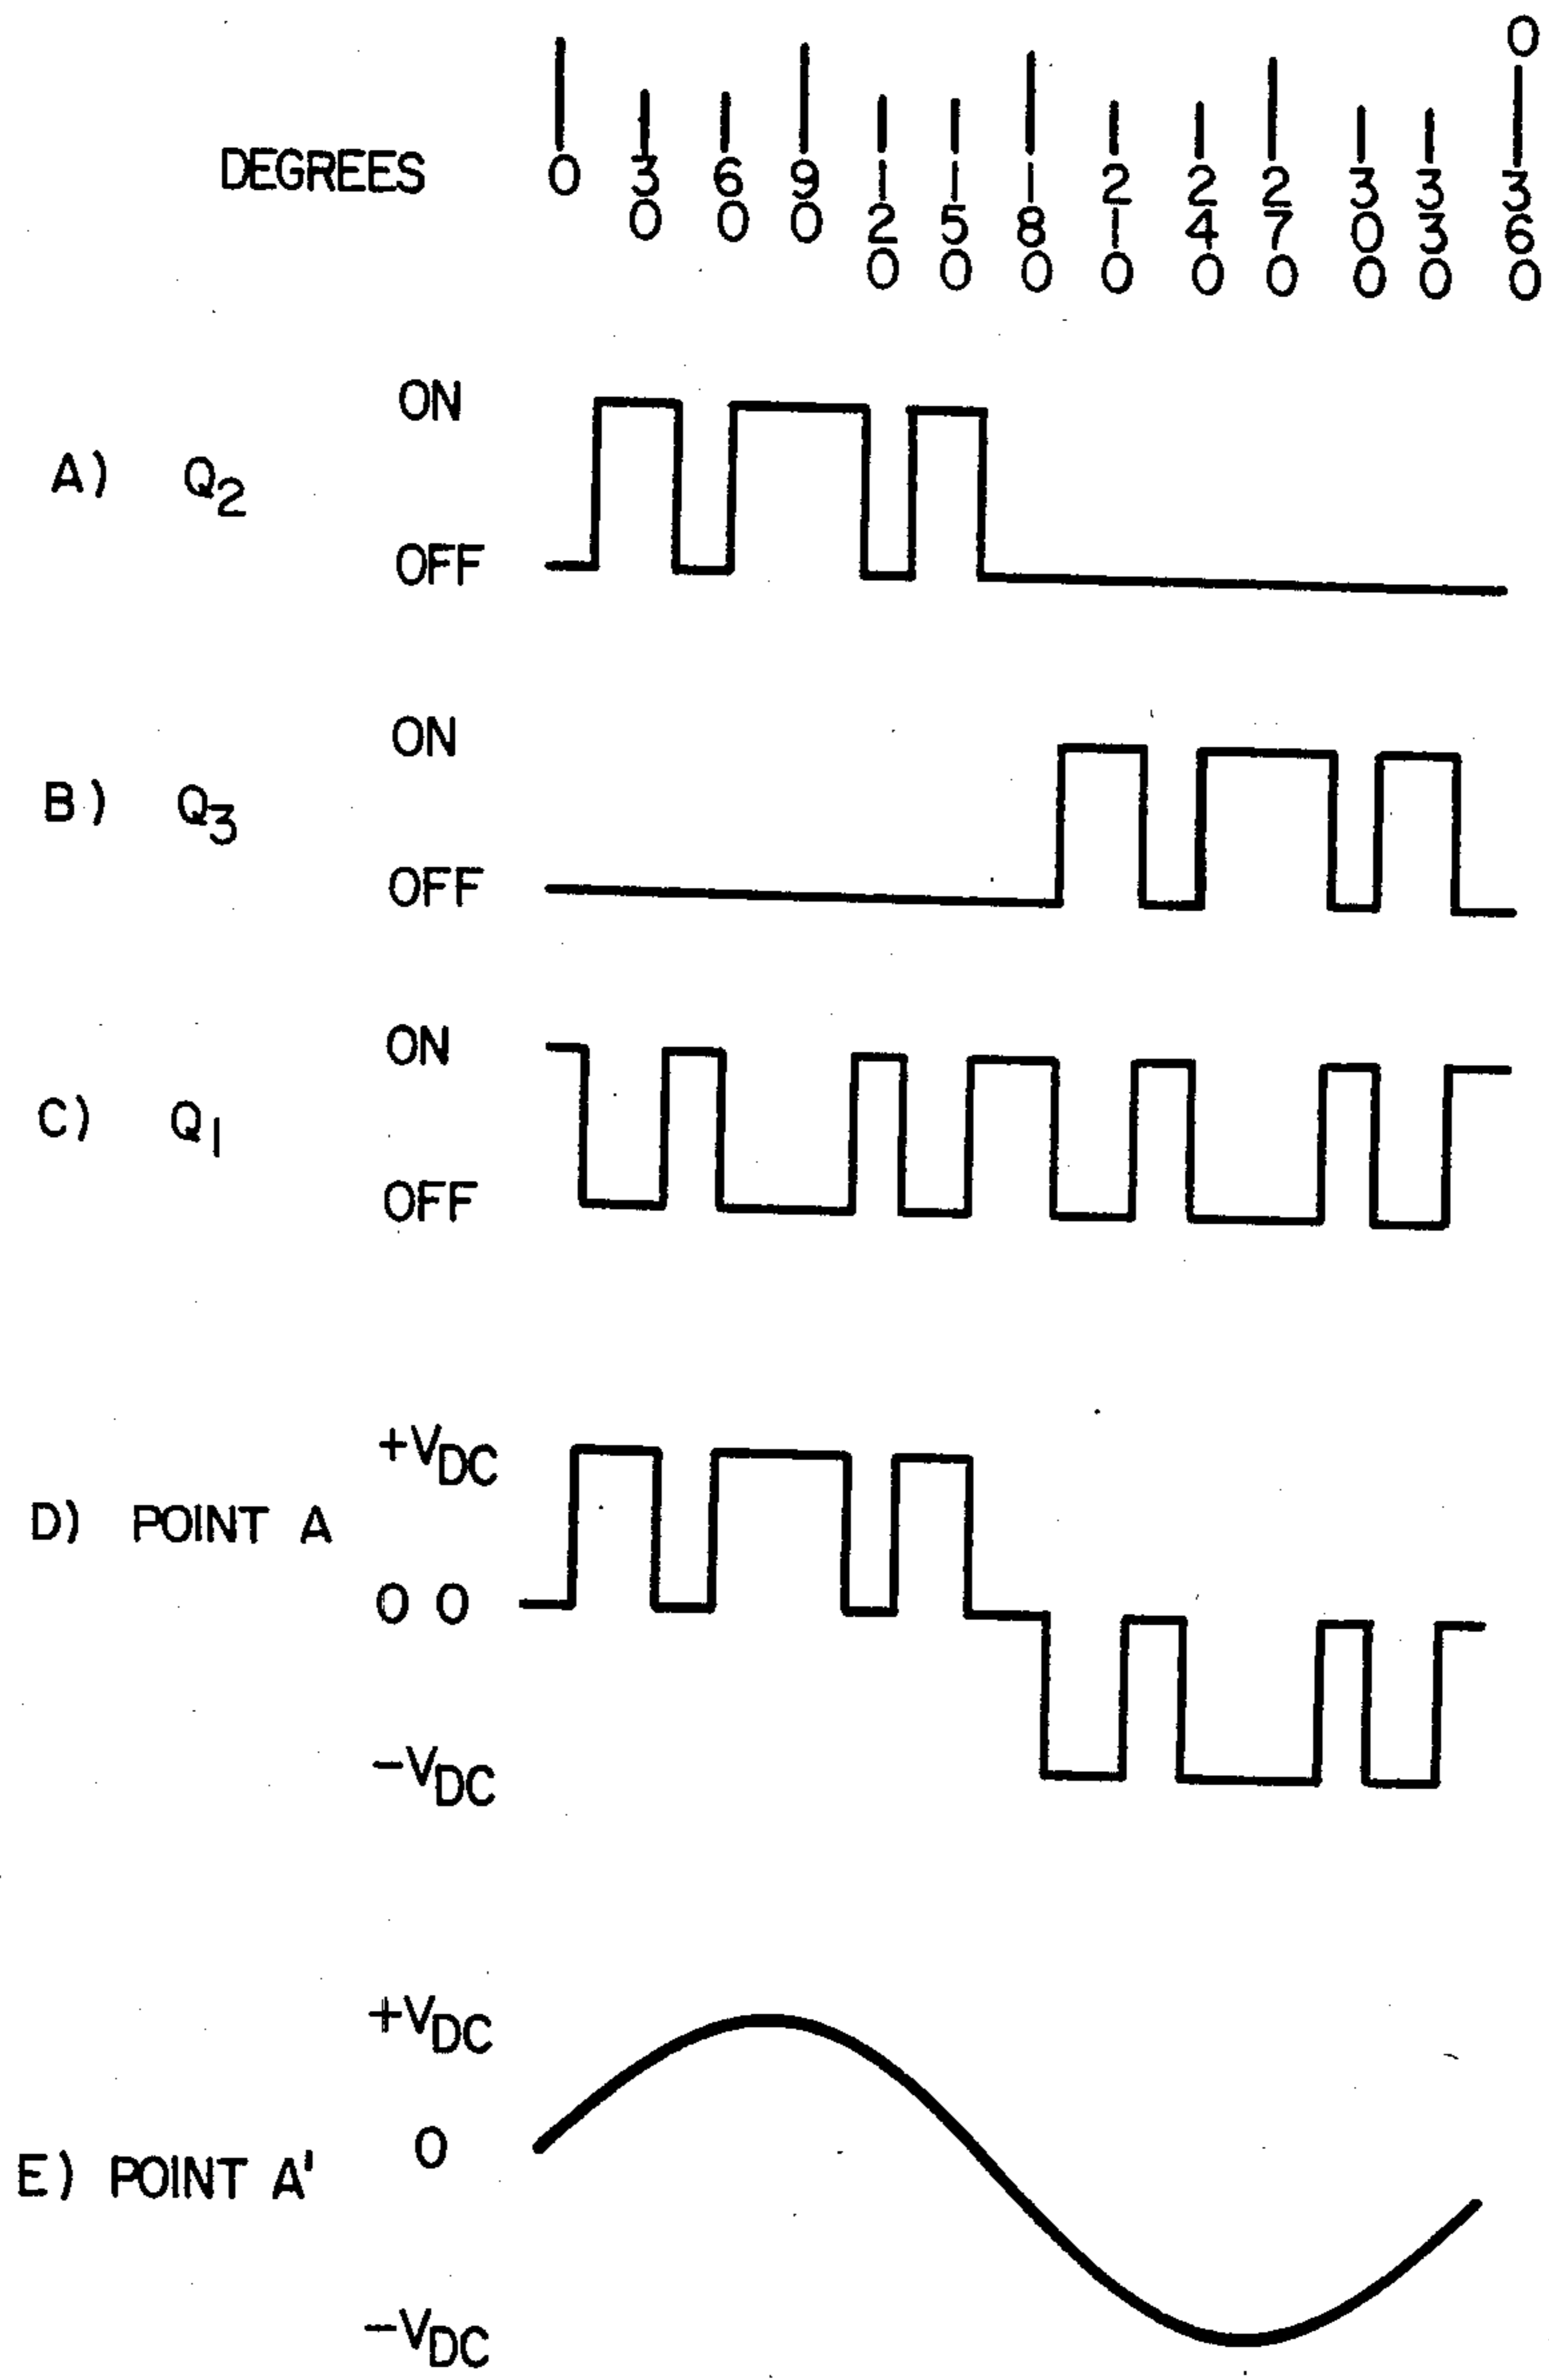 0
DEGREES 0 30 60 90 120 150 180 210 240 270 300 330 360
ON
A) Q2
OFF
ON
B) Q3
OFF
ON
C) Q1
OFF
+VDC
D) POINT A
0 0
-VDC
+VDC
0
E) POINT A'
-VDC